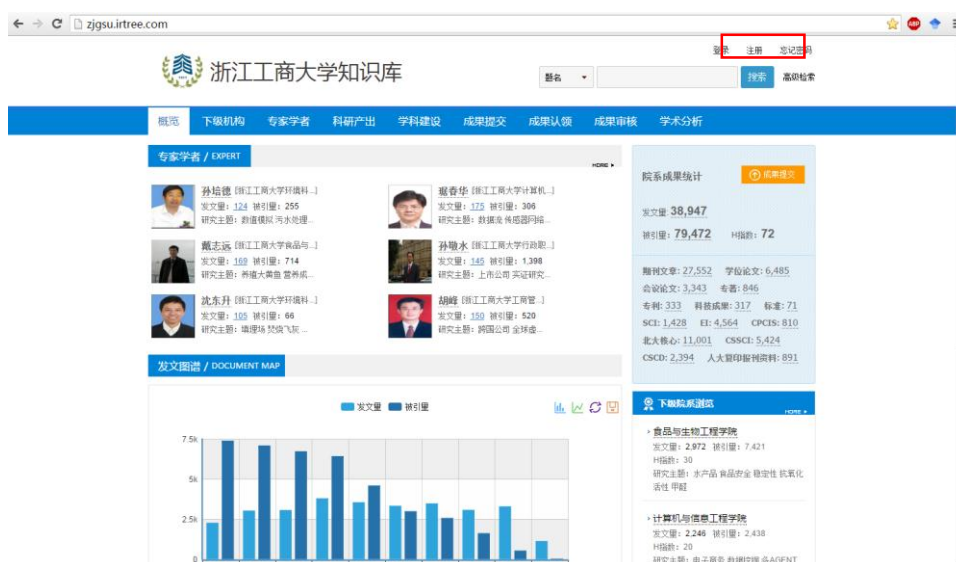 zjgsu.irtree.com
登录 注册 忘记密码
浙江工商大学知识库
题名 搜索 高级检索
概览 下级机构 专家学者 科研产出 学科建设 成果提交 成果认领 成果审核 学术分析
专家学者 / EXPERT
MORE
孙培德 [浙江工商大学环境科...]
发文量: 124 被引量: 255
研究主题: 数值模拟 污水处理...
琚春华 [浙江工商大学计算机...]
发文量: 175 被引量: 306
研究主题: 数据流 传感器网络...
戴志远 [浙江工商大学食品与...]
发文量: 169 被引量: 714
研究主题: 养殖大黄鱼 营养成...
孙敬水 [浙江工商大学行政职...]
发文量: 145 被引量: 1,398
研究主题: 上市公司 实证研究...
沈东升 [浙江工商大学环境科...]
发文量: 105 被引量: 66
研究主题: 填埋场 焚烧飞灰 ...
胡峰 [浙江工商大学工商管...]
发文量: 150 被引量: 520
研究主题: 跨国公司 全球虚...
发文图谱 / DOCUMENT MAP
发文量 被引量
7.5k
5k
2.5k
0
院系成果统计 成果提交
发文量: 38,947
被引量: 79,472 H指数: 72
期刊文章: 27,552 学位论文: 6,485
会议论文: 3,343 专著: 846
专利: 333 科技成果: 317 标准: 71
SCI: 1,428 EI: 4,564 CPCIS: 810
北大核心: 11,001 CSSCI: 5,424
CSCD: 2,394 人大复印报刊资料: 891
下级院系浏览
MORE
食品与生物工程学院
发文量: 2,972 被引量: 7,421
H指数: 30
研究主题: 水产品 食品安全 稳定性 抗氧化
活性 甲醛
计算机与信息工程学院
发文量: 2,246 被引量: 2,438
H指数: 20
研究主题: 电子商务 数据挖掘 多AGENT